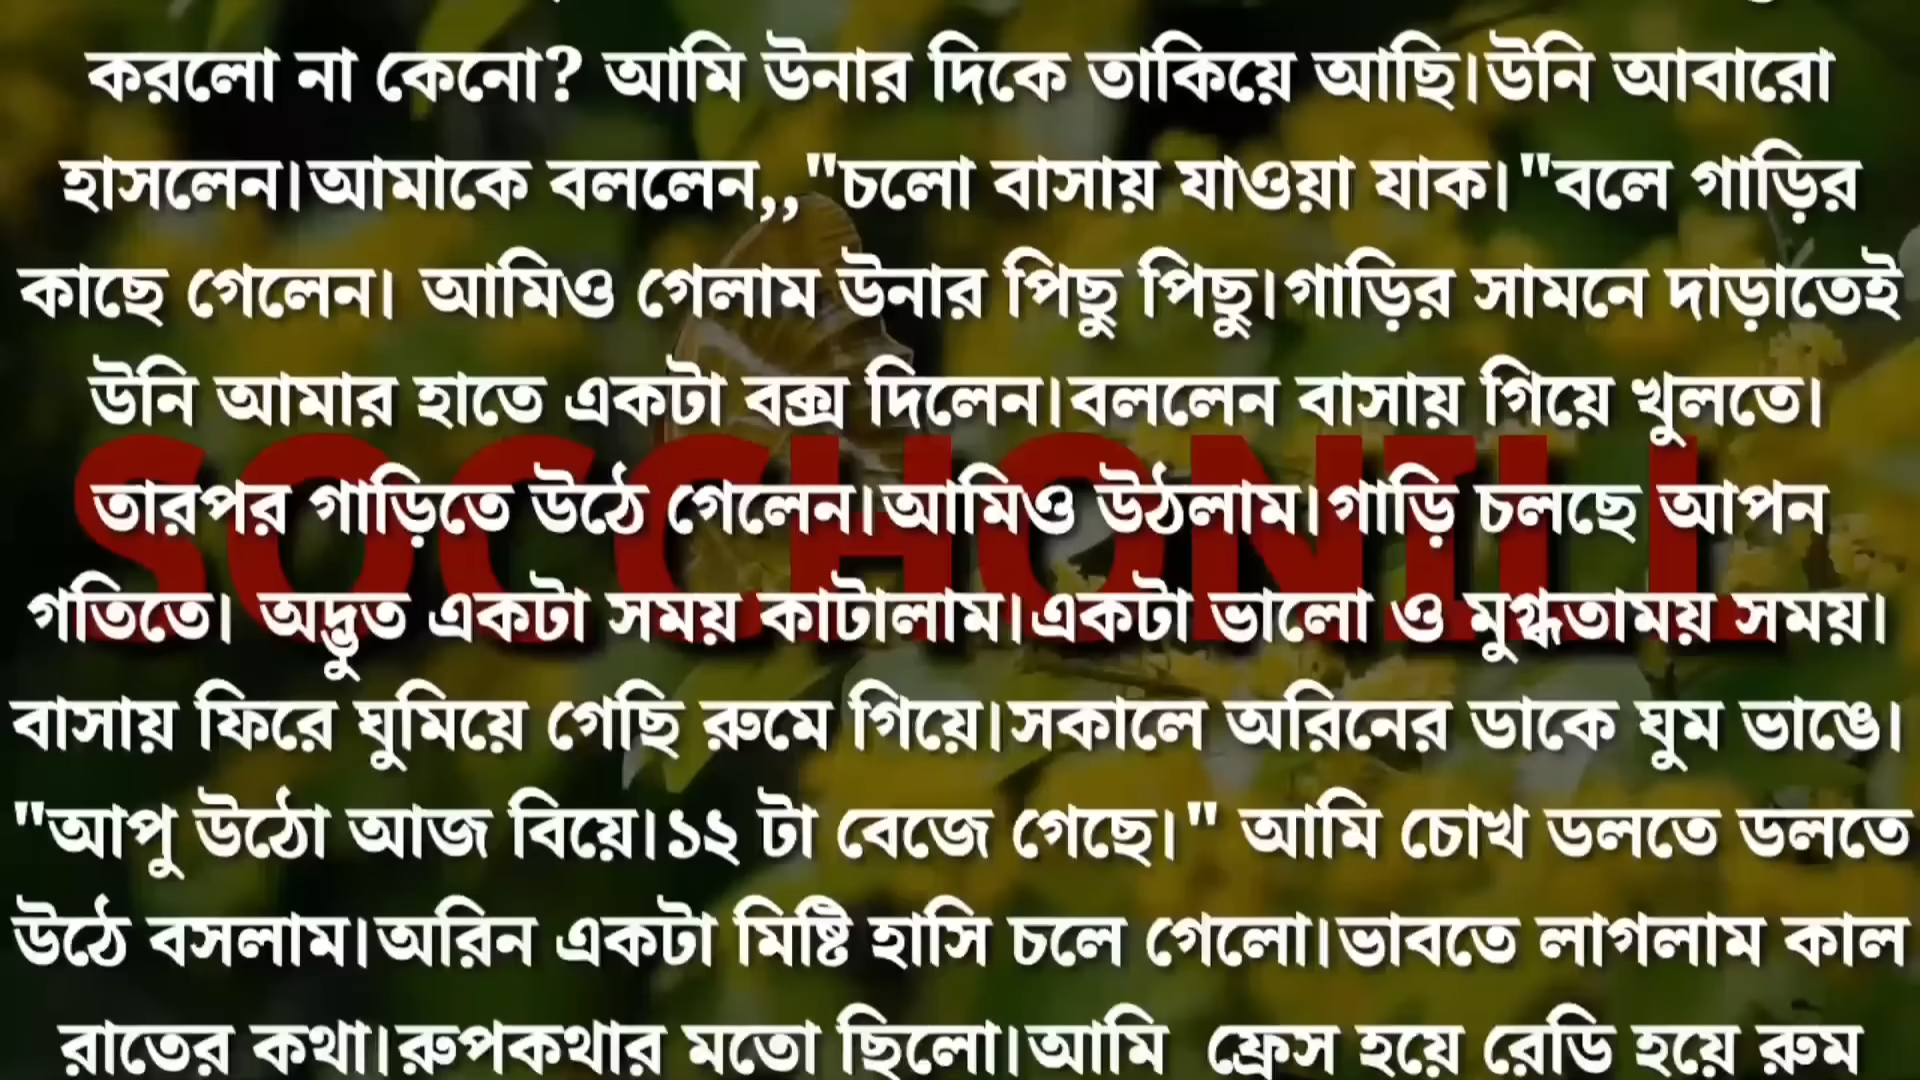 করলো না কেনো? আমি উনার দিকে তাকিয়ে আছি।উনি আবারো
হাসলেন।আমাকে বললেন,,"চলো বাসায় যাওয়া যাক।"বলে গাড়ির
কাছে গেলেন। আমিও গেলাম উনার পিছু পিছু।গাড়ির সামনে দাড়াতেই
উনি আমার হাতে একটা বক্স দিলেন।বললেন বাসায় গিয়ে খুলতে।
SOCCHONILL
তারপর গাড়িতে উঠে গেলেন।আমিও উঠলাম।গাড়ি চলছে আপন
গতিতে। অদ্ভুত একটা সময় কাটালাম।একটা ভালো ও মুগ্ধতাময় সময়।
বাসায় ফিরে ঘুমিয়ে গেছি রুমে গিয়ে।সকালে অরিনের ডাকে ঘুম ভাঙে।
"আপু উঠো আজ বিয়ে।১২ টা বেজে গেছে।" আমি চোখ ডলতে ডলতে
উঠে বসলাম।অরিন একটা মিষ্টি হাসি চলে গেলো।ভাবতে লাগলাম কাল
রাতের কথা।রুপকথার মতো ছিলো।আমি ফ্রেস হয়ে রেডি হয়ে রুম